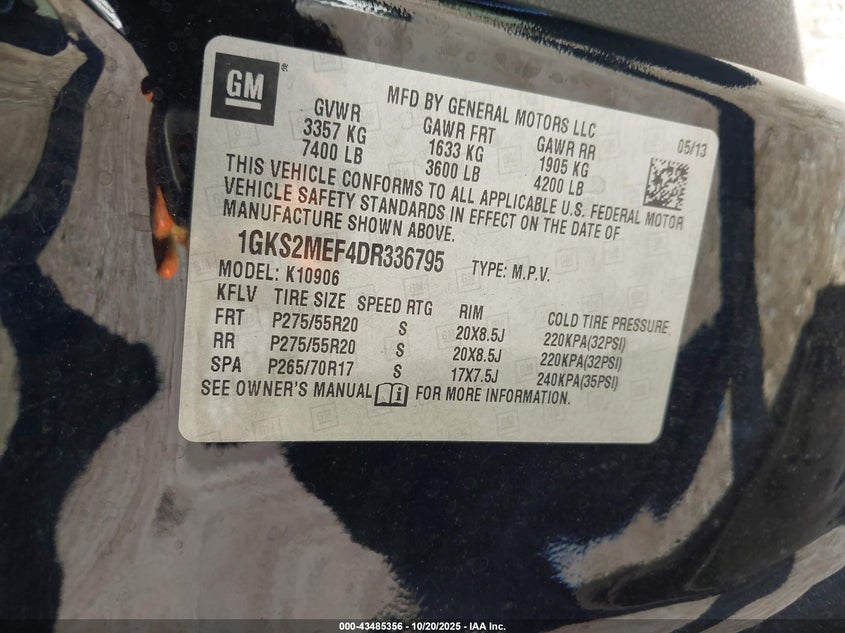 GM
®
MFD BY GENERAL MOTORS LLC
05/13
GVWR GAWR FRT GAWR RR
3357 KG 1633 KG 1905 KG
7400 LB 3600 LB 4200 LB
THIS VEHICLE CONFORMS TO ALL APPLICABLE U.S. FEDERAL MOTOR
VEHICLE SAFETY STANDARDS IN EFFECT ON THE DATE OF
MANUFACTURE SHOWN ABOVE.
1GKS2MEF4DR336795 TYPE: M.P.V.
MODEL: K10906
KFLV TIRE SIZE SPEED RTG RIM COLD TIRE PRESSURE
FRT P275/55R20 S 20X8.5J 220KPA(32PSI)
RR P275/55R20 S 20X8.5J 220KPA(32PSI)
SPA P265/70R17 S 17X7.5J 240KPA(35PSI)
SEE OWNER'S MANUAL i FOR MORE INFORMATION.
000-43485356 | 10/20/2025 - IAA Inc.